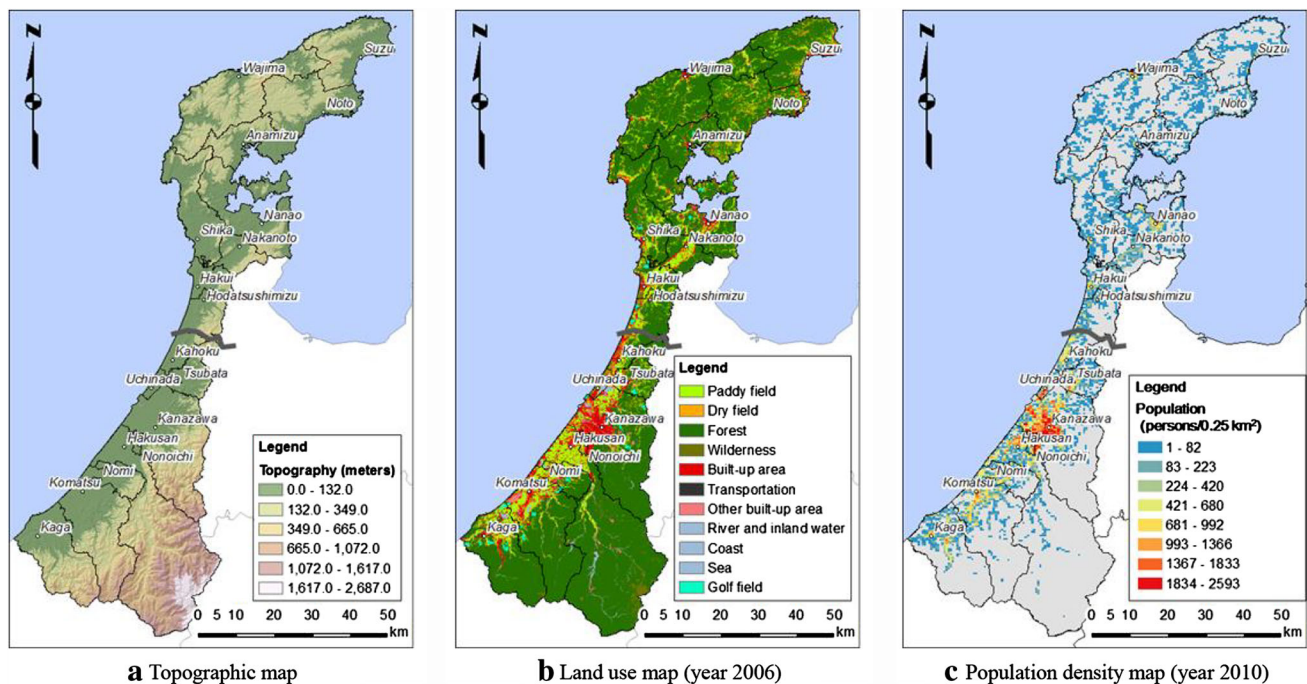 N
Suzu
Wajima
Noto
Anamizu
Nanao
Shika
Nakanoto
Hakui
Hodatsushimizu
Kahoku
Uchinada
Tsubata
Kanazawa
Hakusan
Nonoichi
Nomi
Komatsu
Kaga
Legend
Topography (meters)
0.0 - 132.0
132.0 - 349.0
349.0 - 665.0
665.0 - 1,072.0
1,072.0 - 1,617.0
1,617.0 - 2,687.0
0 5 10 20 30 40 50
km
a Topographic map
N
Suzu
Wajima
Noto
Anamizu
Nanao
Shika
Nakanoto
Hakui
Hodatsushimizu
Kahoku
Uchinada
Tsubata
Kanazawa
Hakusan
Nonoichi
Nomi
Komatsu
Kaga
Legend
Paddy field
Dry field
Forest
Wilderness
Built-up area
Transportation
Other built-up area
River and inland water
Coast
Sea
Golf field
0 5 10 20 30 40 50
km
b Land use map (year 2006)
N
Suzu
Wajima
Noto
Anamizu
Nanao
Shika
Nakanoto
Hakui
Hodatsushimizu
Kahoku
Uchinada
Tsubata
Kanazawa
Hakusan
Nonoichi
Nomi
Komatsu
Kaga
Legend
Population
(persons/0.25 km²)
1 - 82
83 - 223
224 - 420
421 - 680
681 - 992
993 - 1366
1367 - 1833
1834 - 2593
0 5 10 20 30 40 50
km
c Population density map (year 2010)